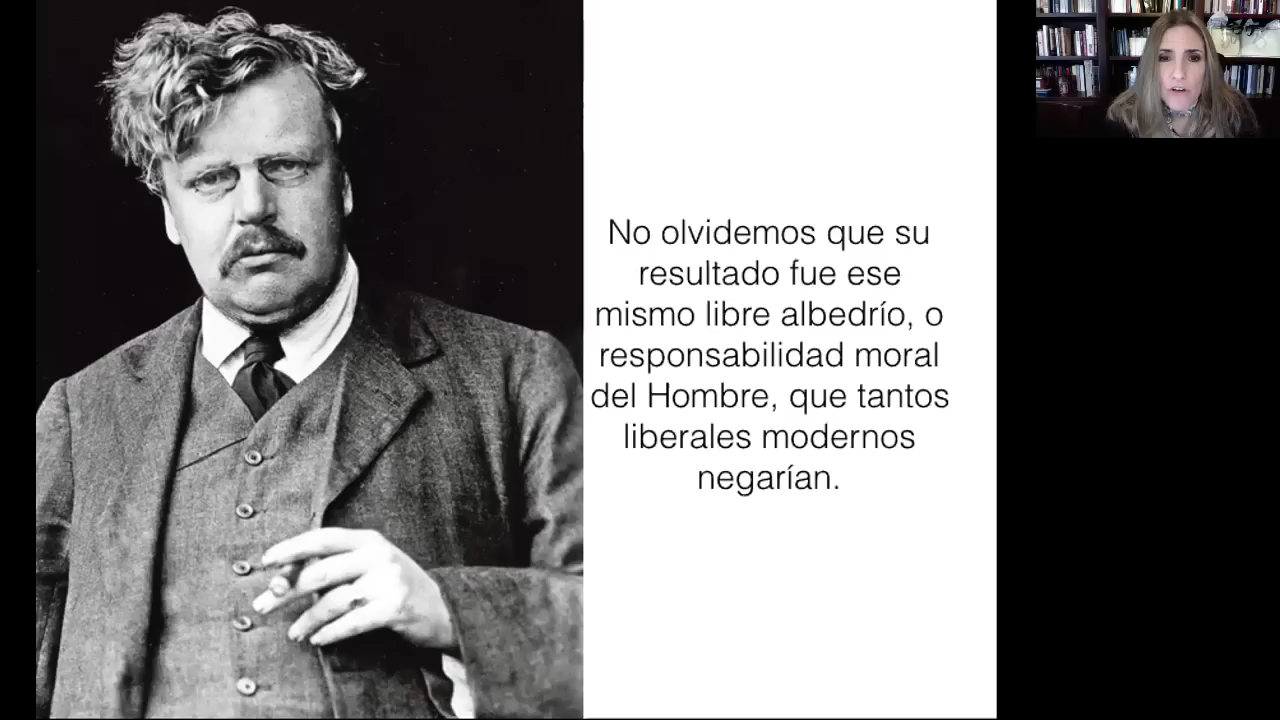 No olvidemos que su
resultado fue ese
mismo libre albedrío, o
responsabilidad moral
del Hombre, que tantos
liberales modernos
negarían.